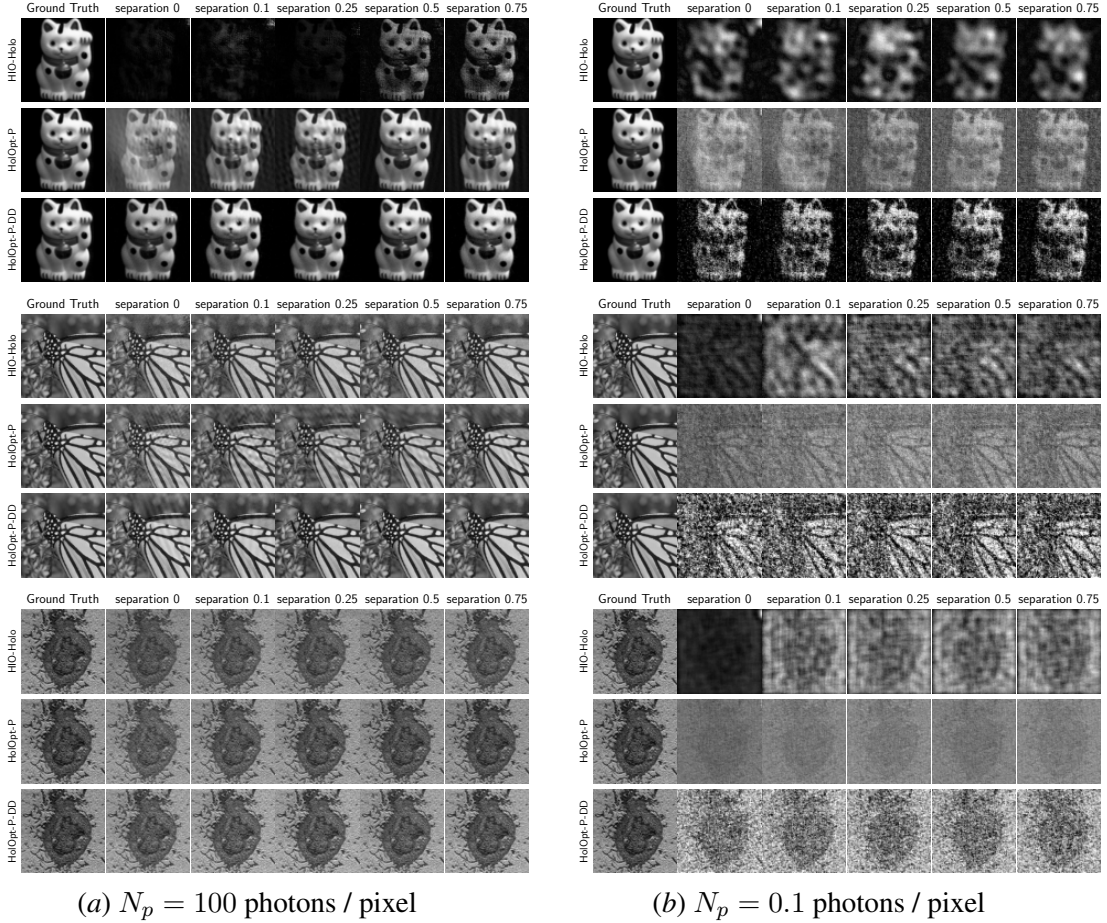 Ground Truth separation 0 separation 0.1 separation 0.25 separation 0.5 separation 0.75
HIO-Holo
HolOpt-P
HolOpt-P-DD
Ground Truth separation 0 separation 0.1 separation 0.25 separation 0.5 separation 0.75
HIO-Holo
HolOpt-P
HolOpt-P-DD
Ground Truth separation 0 separation 0.1 separation 0.25 separation 0.5 separation 0.75
HIO-Holo
HolOpt-P
HolOpt-P-DD
(a) N_p = 100 photons / pixel
Ground Truth separation 0 separation 0.1 separation 0.25 separation 0.5 separation 0.75
HIO-Holo
HolOpt-P
HolOpt-P-DD
Ground Truth separation 0 separation 0.1 separation 0.25 separation 0.5 separation 0.75
HIO-Holo
HolOpt-P
HolOpt-P-DD
Ground Truth separation 0 separation 0.1 separation 0.25 separation 0.5 separation 0.75
HIO-Holo
HolOpt-P
HolOpt-P-DD
(b) N_p = 0.1 photons / pixel